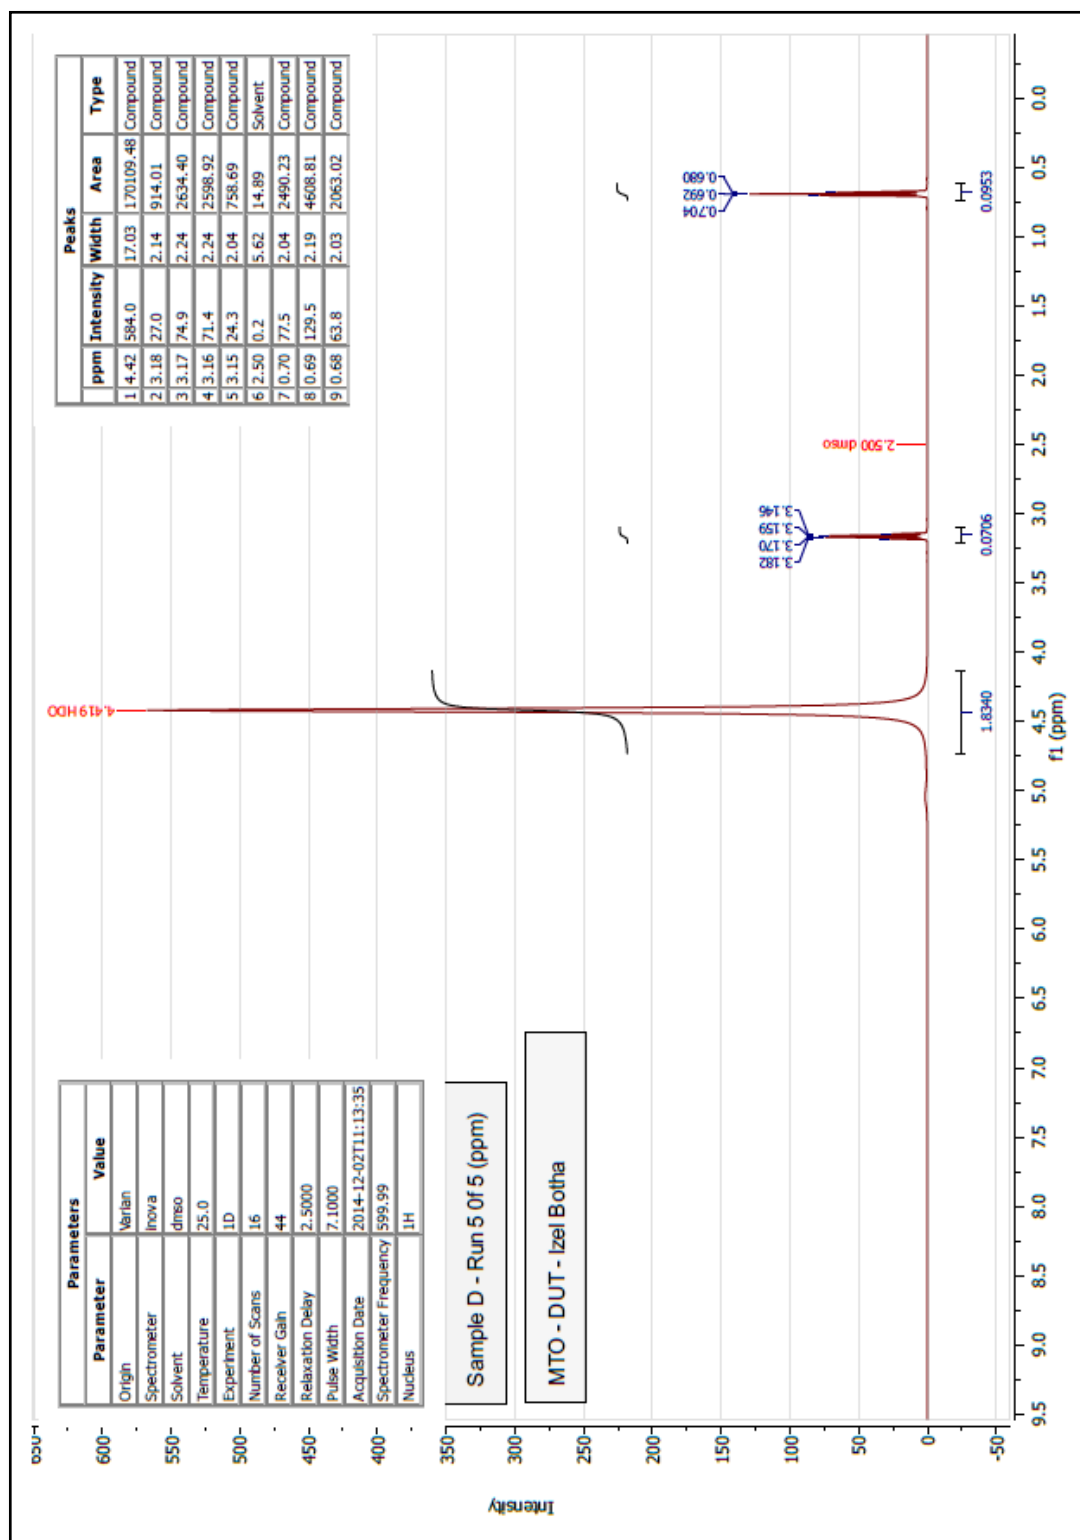 Parameters
Parameter Value
Origin Varian
Spectrometer inova
Solvent dmso
Temperature 25.0
Experiment 1D
Number of Scans 16
Receiver Gain 44
Relaxation Delay 2.5000
Pulse Width 7.1000
Acquisition Date 2014-12-02T11:13:35
Spectrometer Frequency 599.99
Nucleus 1H
Sample D - Run 5 0f 5 (ppm)
MTO - DUT - Izel Botha
Peaks
ppm Intensity Width Area Type
1 4.42 584.0 17.03 170109.48 Compound
2 3.18 27.0 2.14 914.01 Compound
3 3.17 74.9 2.24 2634.40 Compound
4 3.16 71.4 2.24 2598.92 Compound
5 3.15 24.3 2.04 758.69 Compound
6 2.50 0.2 5.62 14.89 Solvent
7 0.70 77.5 2.04 2490.23 Compound
8 0.69 129.5 2.19 4608.81 Compound
9 0.68 63.8 2.03 2063.02 Compound
4.419 HDO
3.182
3.170
3.159
3.146
2.500 dmso
0.704
0.692
0.680
1.8340
0.0706
0.0953
650
600
550
500
450
400
350
300
250
200
150
100
50
0
-50
Intensity
9.5 9.0 8.5 8.0 7.5 7.0 6.5 6.0 5.5 5.0 4.5 4.0 3.5 3.0 2.5 2.0 1.5 1.0 0.5 0.0
f1 (ppm)